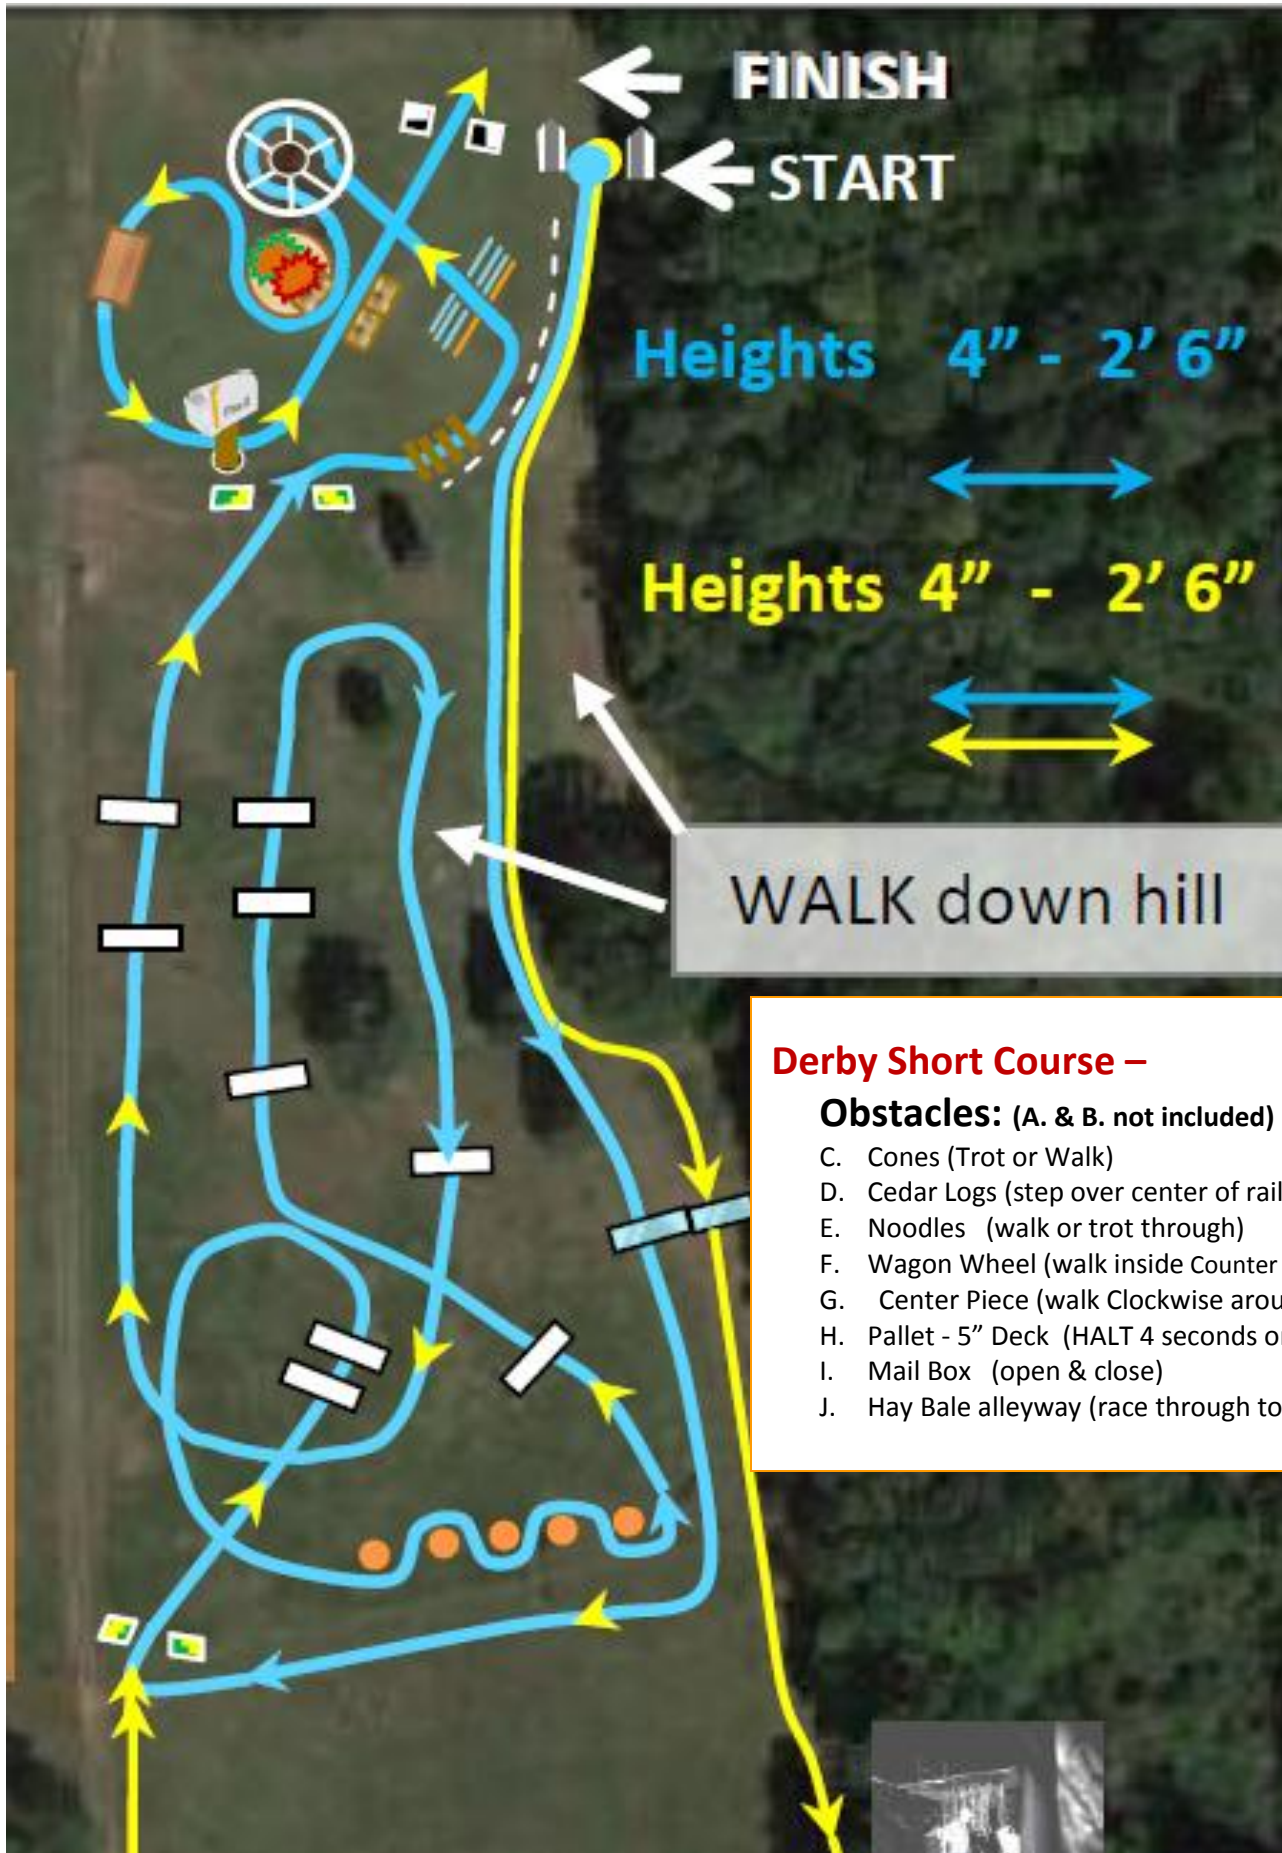 FINISH
START
Heights 4” - 2’ 6”
Heights 4” - 2’ 6”
WALK down hill
Derby Short Course –
Obstacles: (A. & B. not included)
C. Cones (Trot or Walk)
D. Cedar Logs (step over center of rail
E. Noodles (walk or trot through)
F. Wagon Wheel (walk inside Counter
G. Center Piece (walk Clockwise arou
H. Pallet - 5” Deck (HALT 4 seconds o
I. Mail Box (open & close)
J. Hay Bale alleyway (race through to